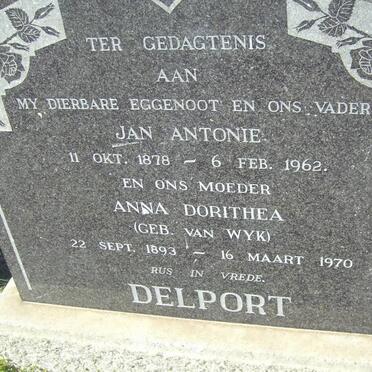 TER GEDAGTENIS
AAN
MY DIERBARE EGGENOOT EN ONS VADER
JAN ANTONIE
11 OKT. 1878 – 6 FEB. 1962.
EN ONS MOEDER
ANNA DORITHEA
(GEB. VAN WYK)
22 SEPT. 1893 – 16 MAART 1970
RUS IN VREDE.
DELPORT